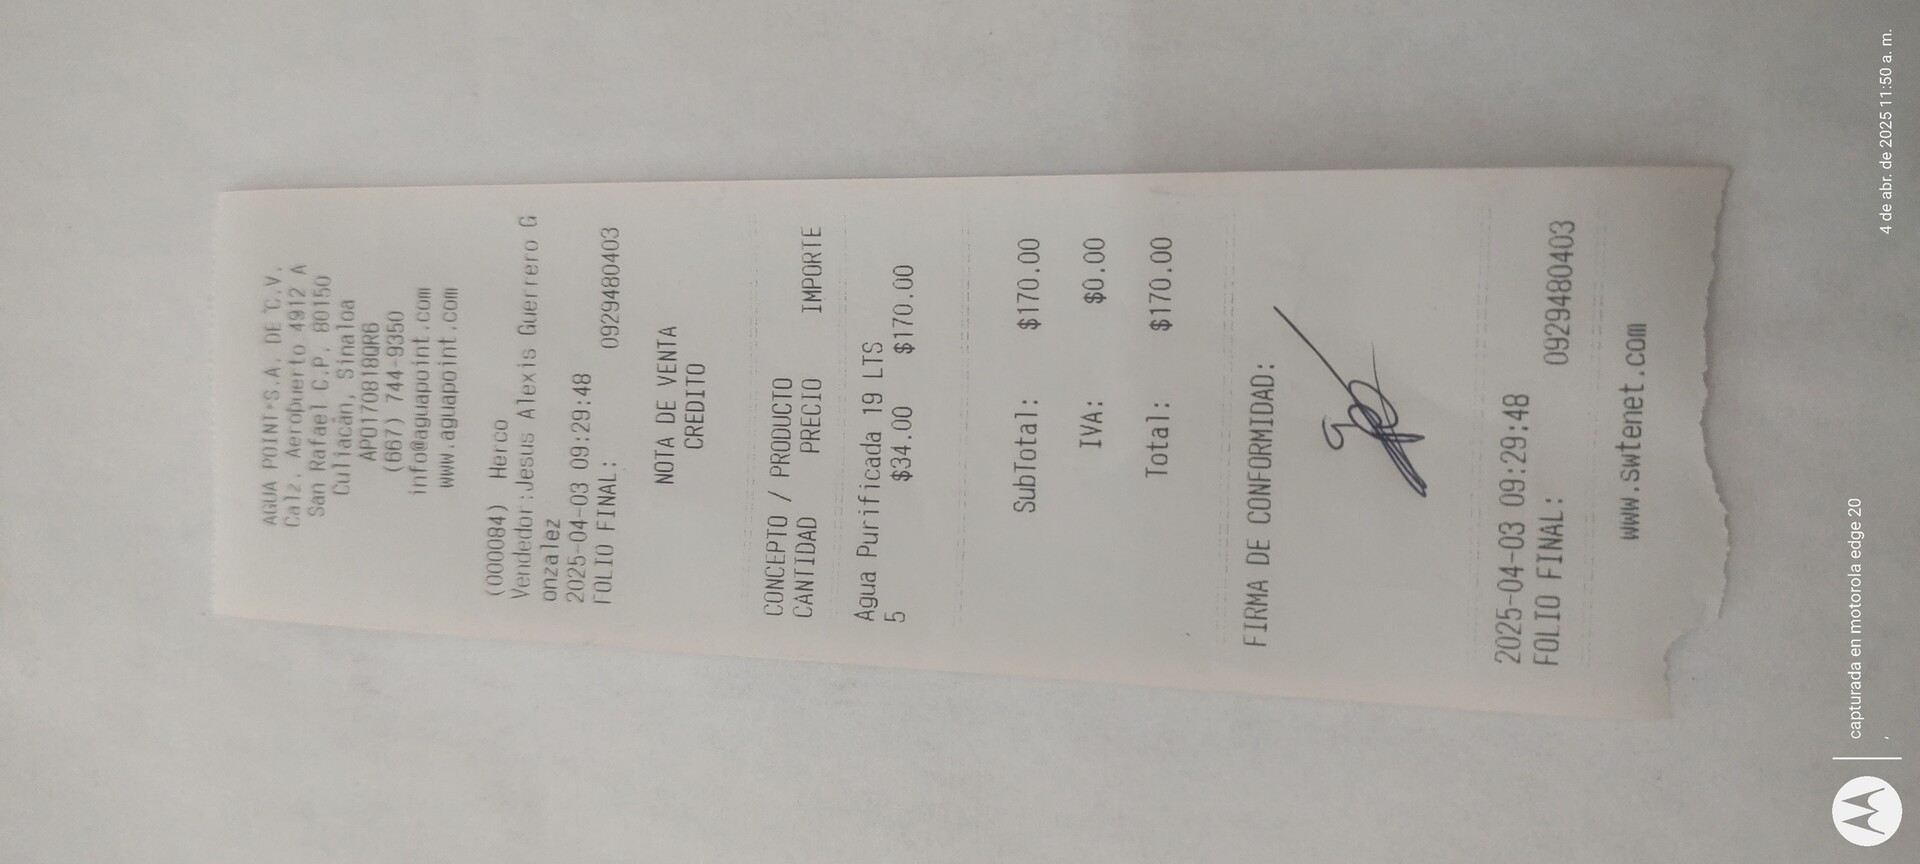 AGUA POINT S.A. DE C.V.
Calz. Aeropuerto 4912 A
San Rafael C.P. 80150
Culiacán, Sinaloa
APO170818QR6
(667) 744-9350
info@aguapoint.com
www.aguapoint.com
(000084) Herco
Vendedor:Jesus Alexis Guerrero G
onzalez
2025-04-03 09:29:48
FOLIO FINAL: 0929480403
NOTA DE VENTA
CREDITO
CONCEPTO / PRODUCTO
CANTIDAD PRECIO IMPORTE
Agua Purificada 19 LTS
5 $34.00 $170.00
SubTotal: $170.00
IVA: $0.00
Total: $170.00
FIRMA DE CONFORMIDAD:
2025-04-03 09:29:48
FOLIO FINAL: 0929480403
www.swtenet.com
capturada en motorola edge 20
4 de abr. de 2025 11:50 a. m.